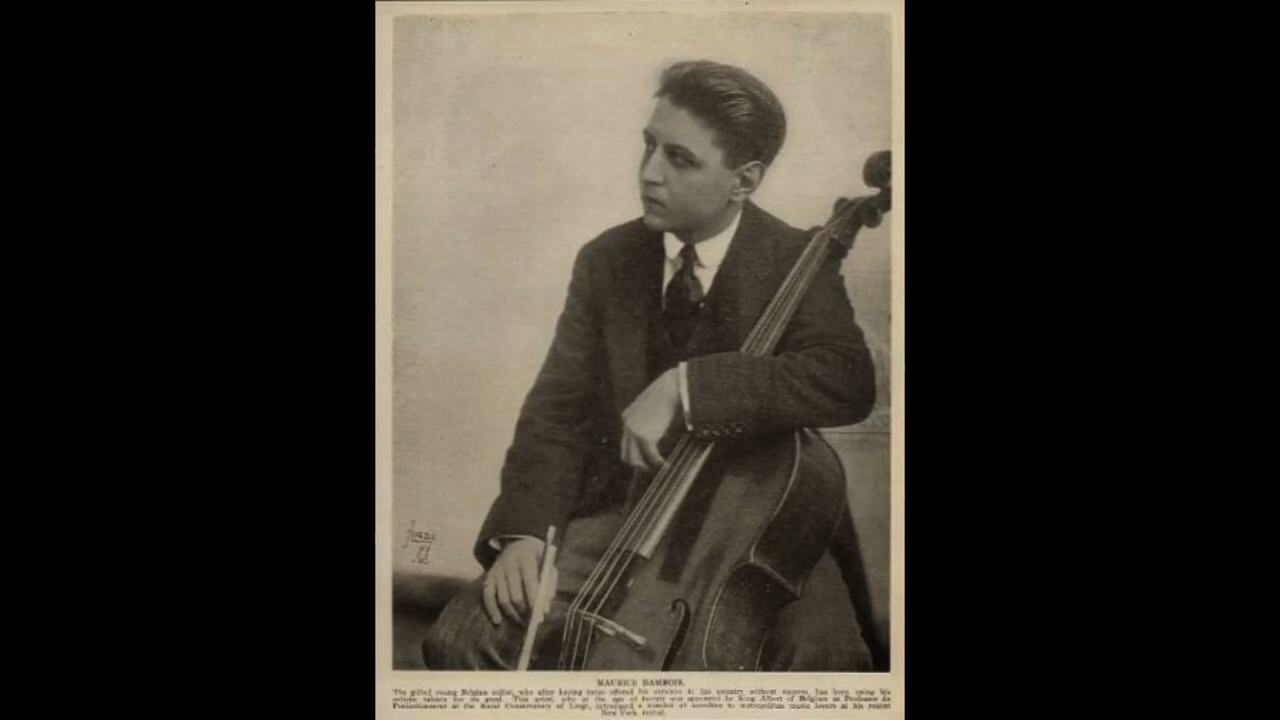 MAURICE DAMBOIS.
The gifted young Belgian cellist, who after having twice offered his services to his country without success, has been using his
artistic talents for its good. This artist, who at the age of twenty was appointed by King Albert of Belgium as Professor de
Perfectionnement at the Royal Conservatory of Liege, introduced a number of novelties to metropolitan music lovers at his recent
New York recital.